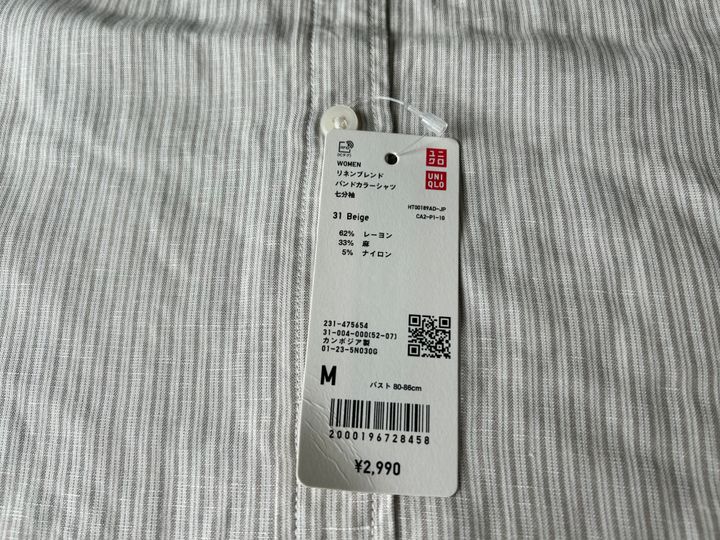 WOMEN
リネンブレンド
バンドカラーシャツ
七分袖
ユニ
クロ
UNI
QLO
HT00189AD-JP
CA2-P1-10
31 Beige
62% レーヨン
33% 麻
5% ナイロン
231-475654
31-004-000(52-07)
カンボジア製
01-23-5N030G
M
バスト 80-86cm
2000196728458
¥2,990